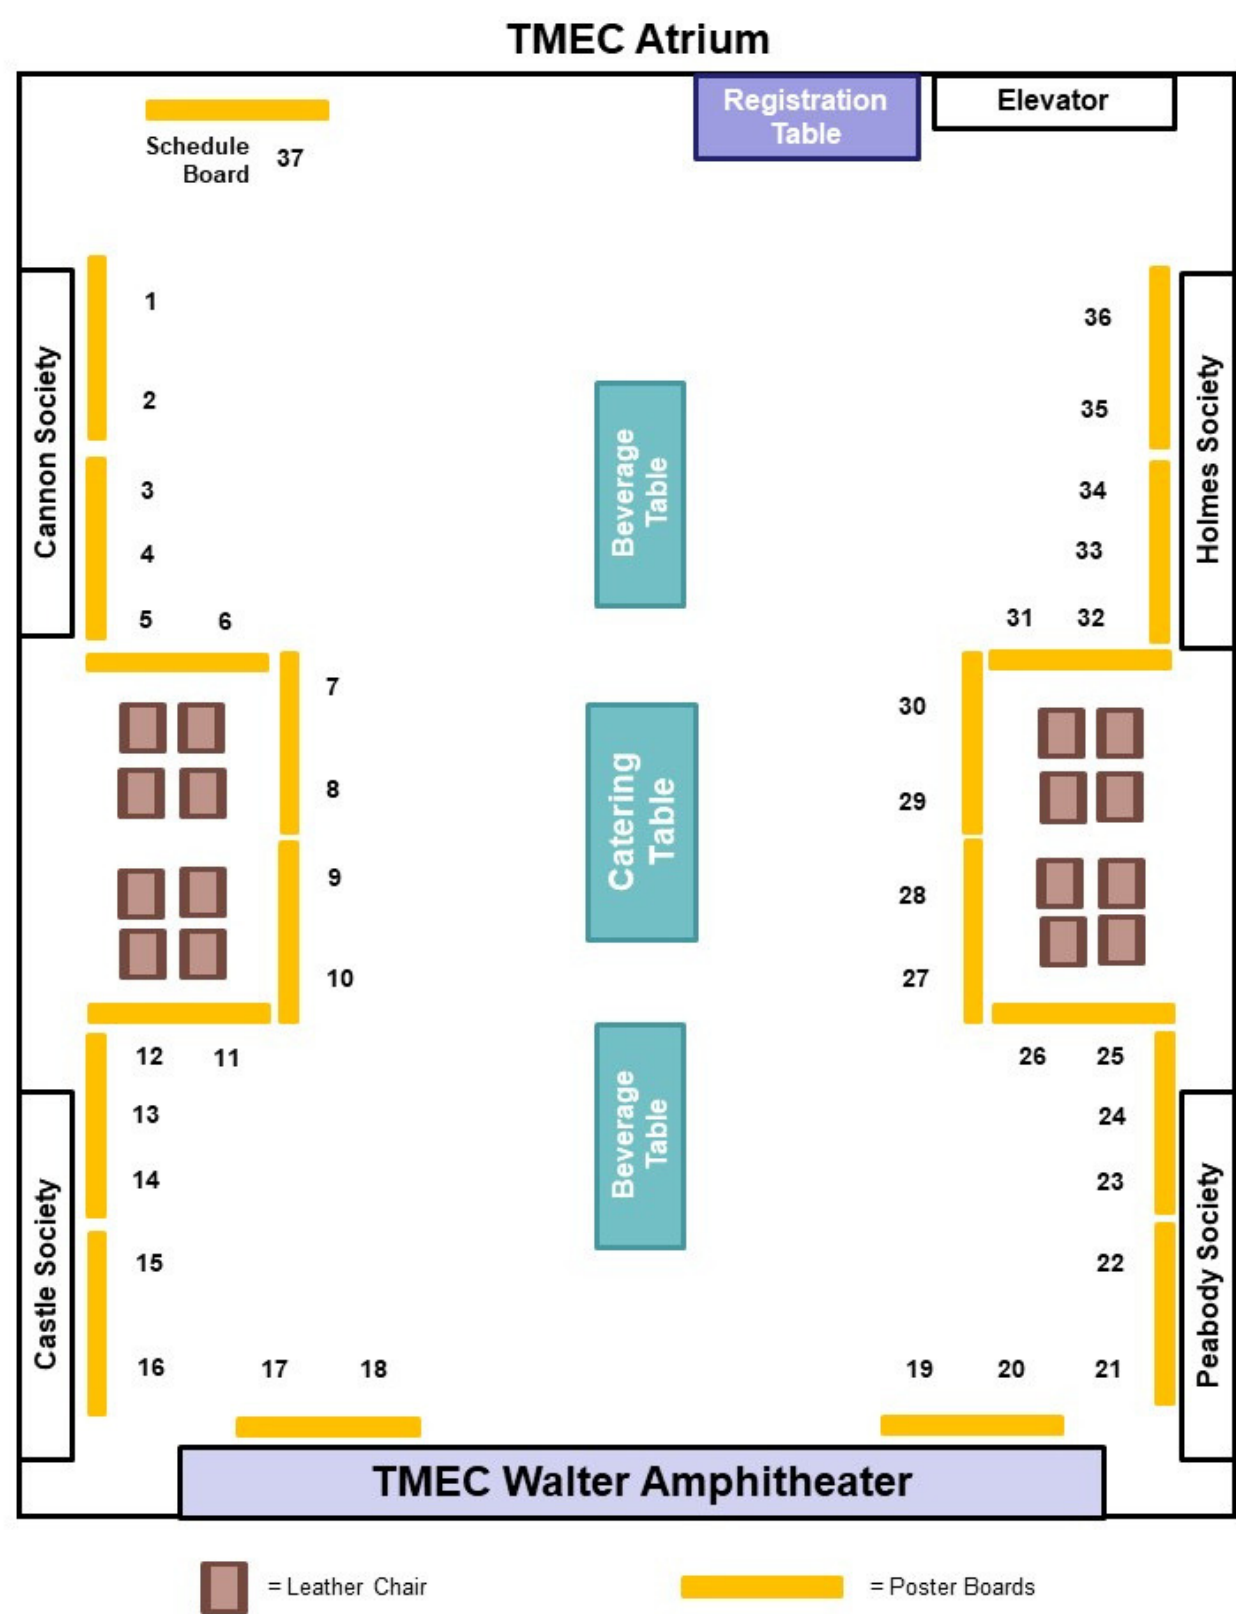 TMEC Atrium
Registration
Table
Elevator
Schedule
Board
37
Cannon Society
1
2
3
4
5 6
7
8
9
10
12 11
13
14
15
16 17 18
Castle Society
Beverage
Table
Catering
Table
Beverage
Table
Holmes Society
36
35
34
33
31 32
30
29
28
27
26 25
24
23
22
19 20 21
Peabody Society
TMEC Walter Amphitheater
= Leather Chair
= Poster Boards